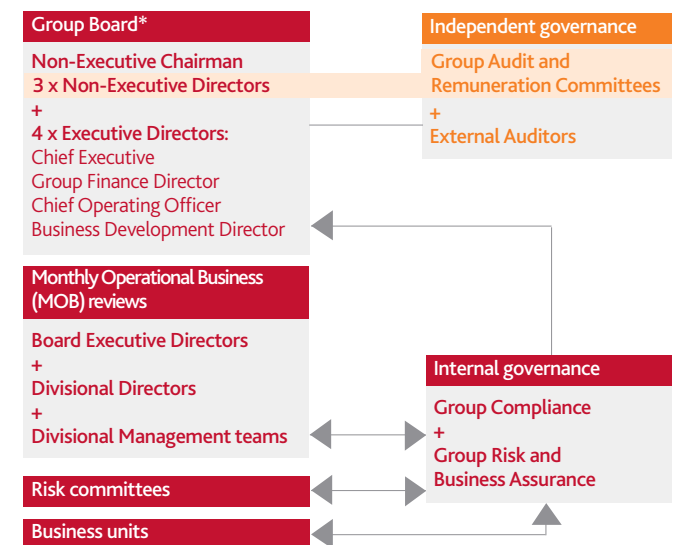 Group Board*
Non-Executive Chairman
3 x Non-Executive Directors
+
4 x Executive Directors:
Chief Executive
Group Finance Director
Chief Operating Officer
Business Development Director
Independent governance
Group Audit and
Remuneration Committees
+
External Auditors
Monthly Operational Business
(MOB) reviews
Board Executive Directors
+
Divisional Directors
+
Divisional Management teams
Internal governance
Group Compliance
+
Group Risk and
Business Assurance
Risk committees
Business units